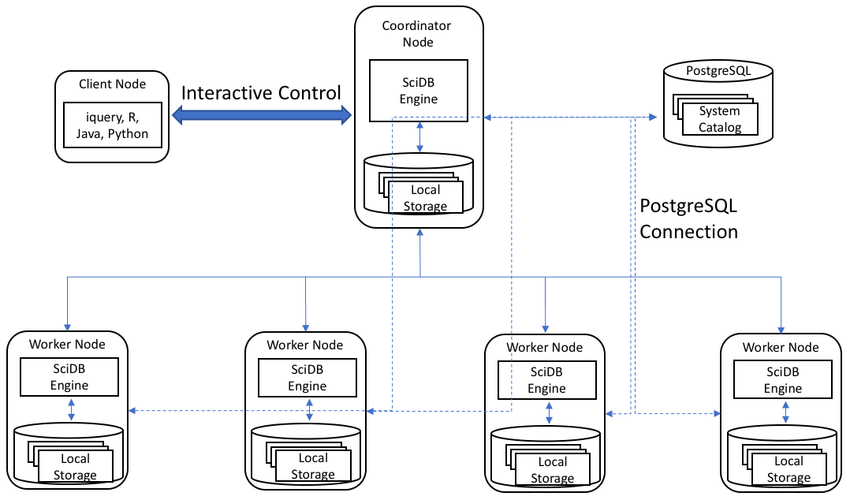 Coordinator
Node
SciDB
Engine
Local
Storage
Client Node
iquery, R,
Java, Python
Interactive Control
PostgreSQL
System
Catalog
PostgreSQL
Connection
Worker Node
SciDB
Engine
Local
Storage
Worker Node
SciDB
Engine
Local
Storage
Worker Node
SciDB
Engine
Local
Storage
Worker Node
SciDB
Engine
Local
Storage